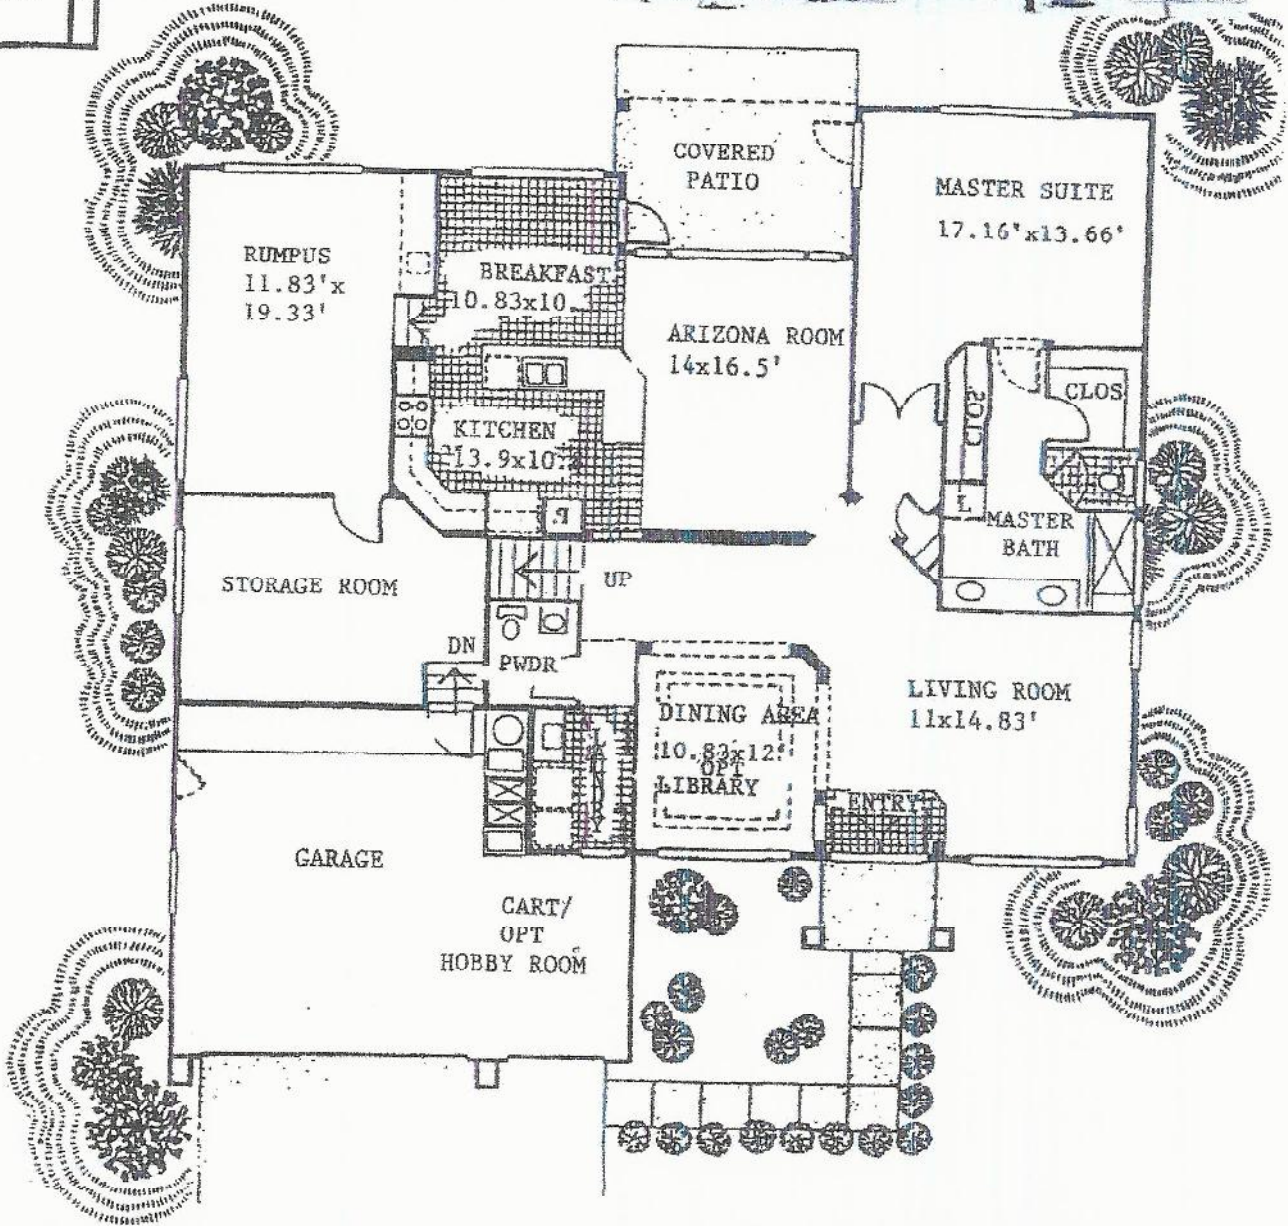 COVERED
PATIO
MASTER SUITE
17.16'x13.66'
RUMPUS
11.83'x
19.33'
BREAKFAST
10.83x10.
ARIZONA ROOM
14x16.5'
CLOS
CLOS
KITCHEN
13.9x10.
L
MASTER
BATH
STORAGE ROOM
UP
DN
PWDR
LIVING ROOM
11x14.83'
DINING AREA
10.83x12'
OPT
LIBRARY
ENTRY
GARAGE
CART/
OPT
HOBBY ROOM